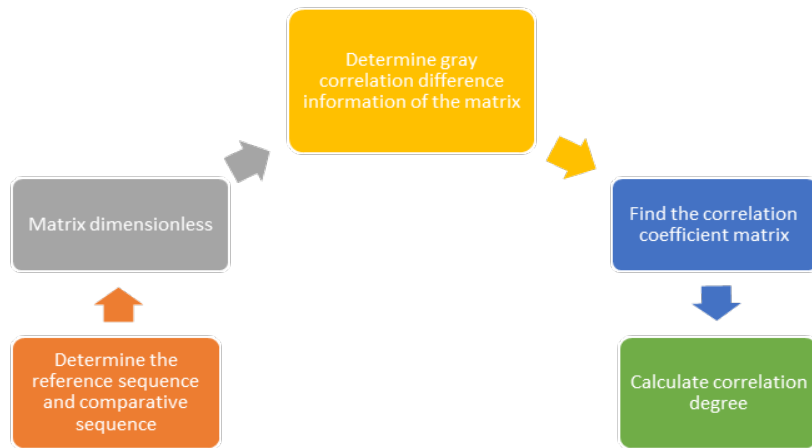 Determine gray
correlation difference
information of the matrix
Matrix dimensionless
Find the correlation
coefficient matrix
Determine the
reference sequence
and comparative
sequence
Calculate correlation
degree